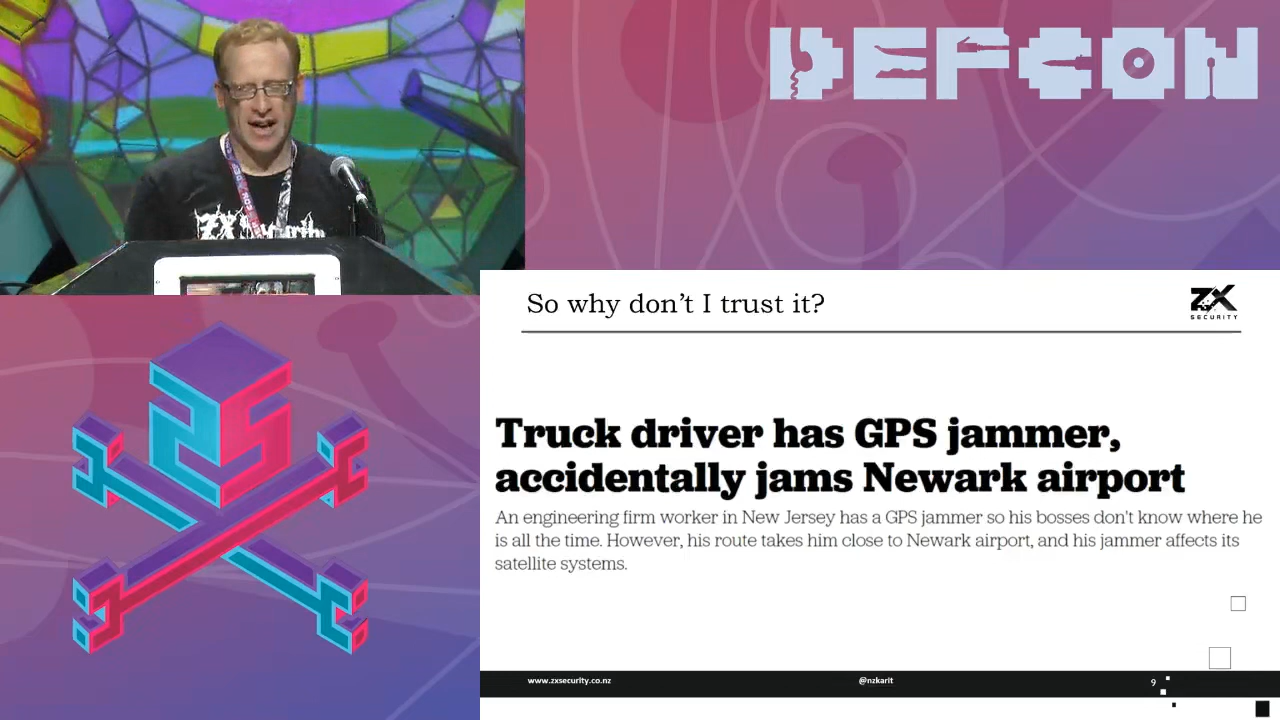 DEFCON
ZX
So why don't I trust it?
ZX
SECURITY
Truck driver has GPS jammer,
accidentally jams Newark airport
An engineering firm worker in New Jersey has a GPS jammer so his bosses don't know where he
is all the time. However, his route takes him close to Newark airport, and his jammer affects its
satellite systems.
www.zxsecurity.co.nz
@nzkarit
9